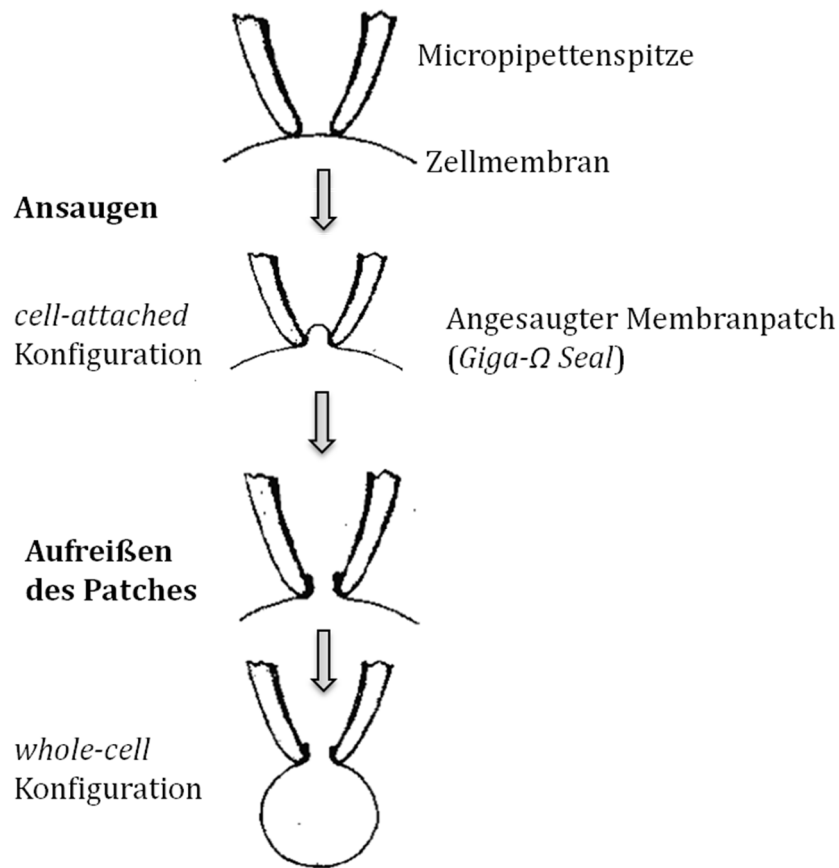 Micropipettenspitze
Zellmembran
Ansaugen
cell-attached
Konfiguration
Angesaugter Membranpatch
(Giga-Ω Seal)
Aufreißen
des Patches
whole-cell
Konfiguration